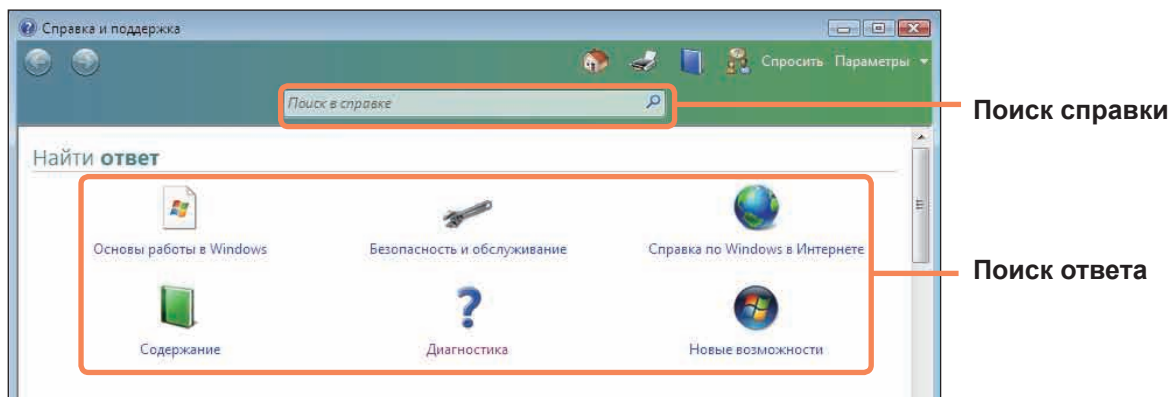 Справка и поддержка
Спросить Параметры
Поиск в справке
Поиск справки
Найти ответ
Основы работы в Windows
Безопасность и обслуживание
Справка по Windows в Интернете
Поиск ответа
Содержание
Диагностика
Новые возможности